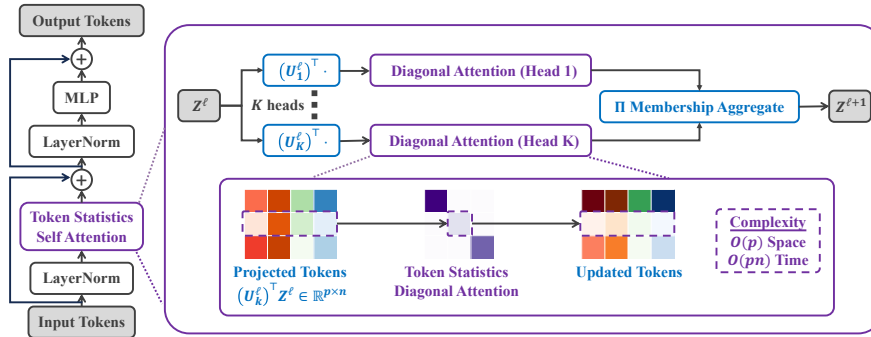 Output Tokens
+
MLP
LayerNorm
+
Token Statistics
Self Attention
LayerNorm
+
Input Tokens
Z^ℓ
K heads
(U_1^ℓ)^⊤ ·
Diagonal Attention (Head 1)
(U_K^ℓ)^⊤ ·
Diagonal Attention (Head K)
Π Membership Aggregate
Z^{ℓ+1}
Projected Tokens
(U_k^ℓ)^⊤ Z^ℓ ∈ ℝ^{p×n}
Token Statistics
Diagonal Attention
Updated Tokens
Complexity
O(p) Space
O(pn) Time